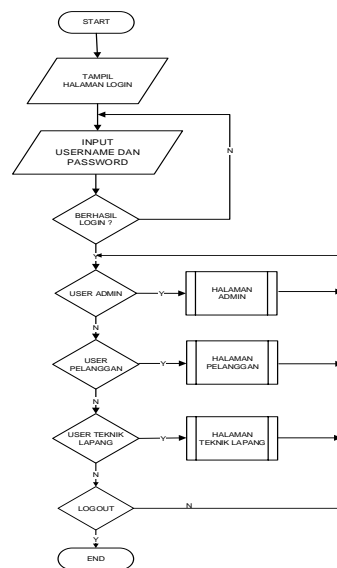 START
TAMPIL
HALAMAN LOGIN
INPUT
USERNAME DAN
PASSWORD
N
BERHASIL
LOGIN ?
Y
USER ADMIN
Y
HALAMAN
ADMIN
N
USER
PELANGGAN
Y
HALAMAN
PELANGGAN
N
USER TEKNIK
LAPANG
Y
HALAMAN
TEKNIK LAPANG
N
LOGOUT
N
Y
END